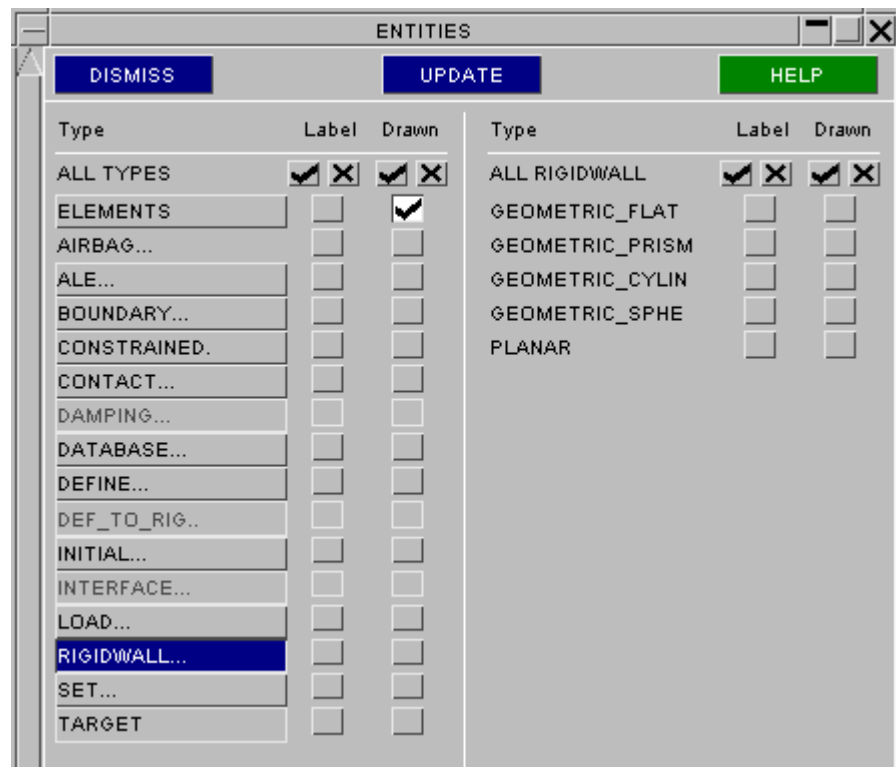 ENTITIES
DISMISS UPDATE HELP
Type Label Drawn
ALL TYPES
ELEMENTS
AIRBAG...
ALE...
BOUNDARY...
CONSTRAINED.
CONTACT...
DAMPING...
DATABASE...
DEFINE...
DEF_TO_RIG..
INITIAL...
INTERFACE...
LOAD...
RIGIDWALL...
SET...
TARGET
Type Label Drawn
ALL RIGIDWALL
GEOMETRIC_FLAT
GEOMETRIC_PRISM
GEOMETRIC_CYLIN
GEOMETRIC_SPHE
PLANAR